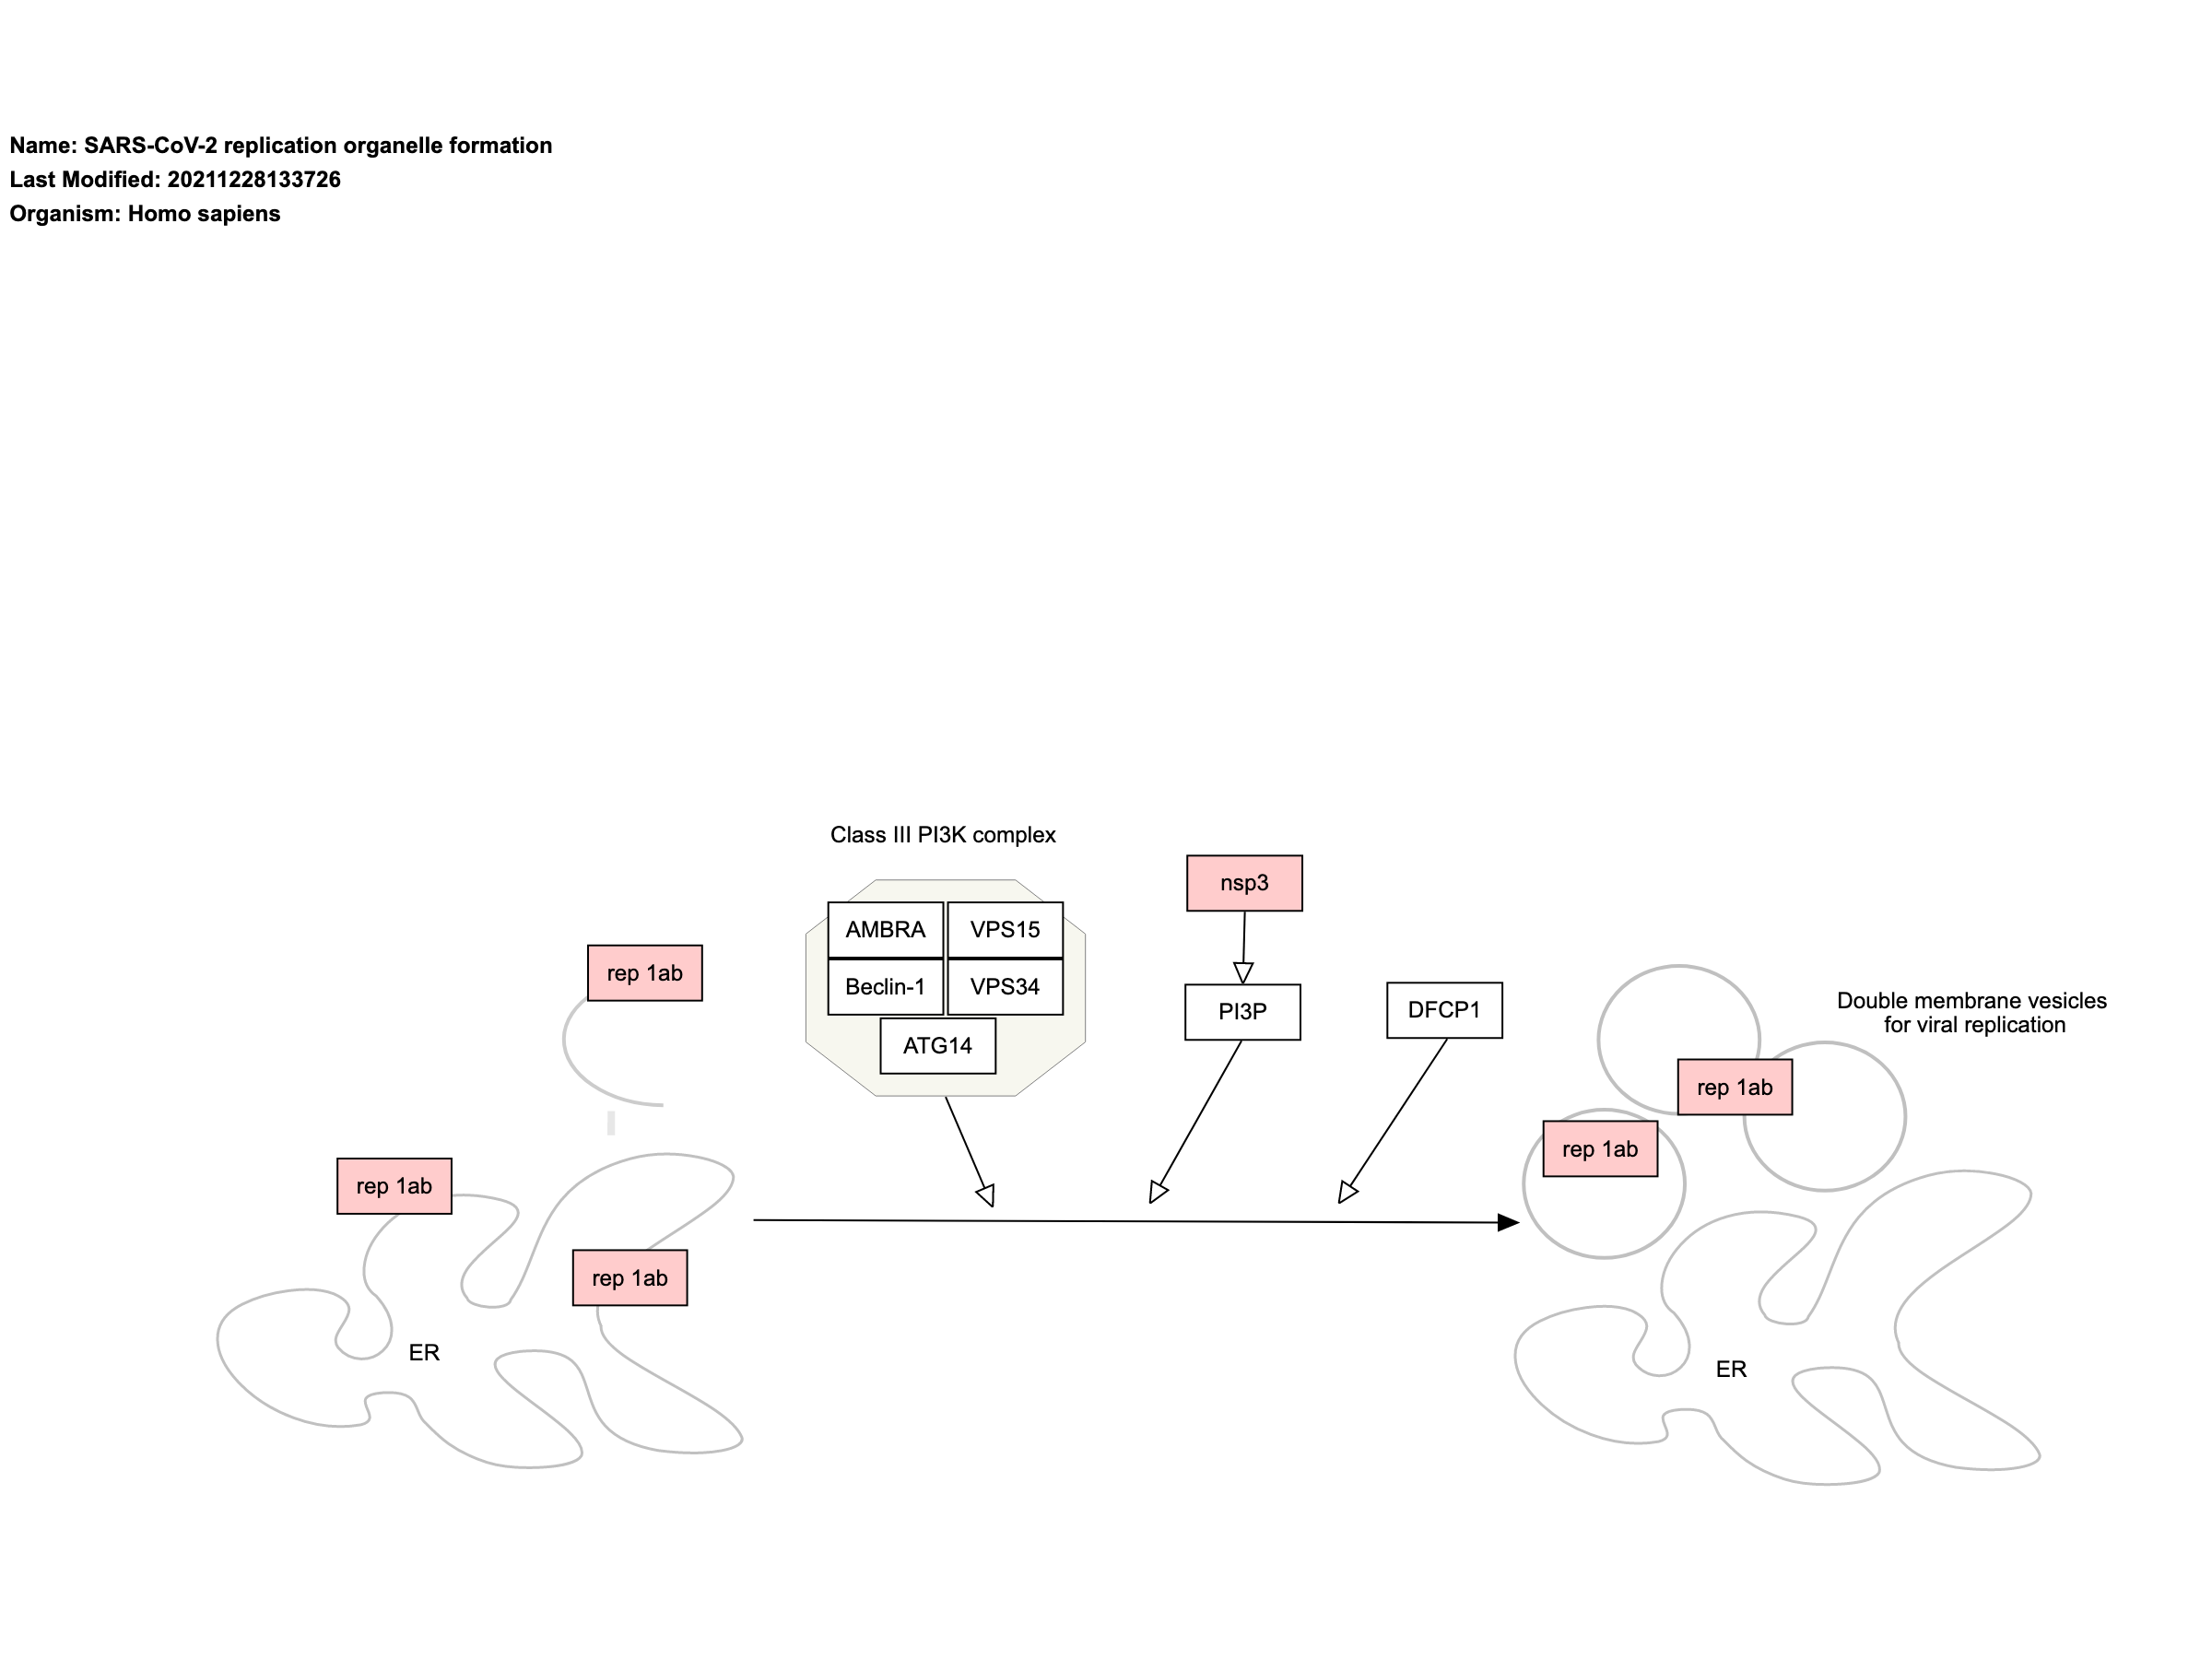 Name: SARS-CoV-2 replication organelle formation
Last Modified: 20211228133726
Organism: Homo sapiens
Class III PI3K complex
nsp3
AMBRA
VPS15
rep 1ab
Beclin-1
VPS34
PI3P
DFCP1
Double membrane vesicles
for viral replication
ATG14
rep 1ab
rep 1ab
rep 1ab
rep 1ab
ER
ER